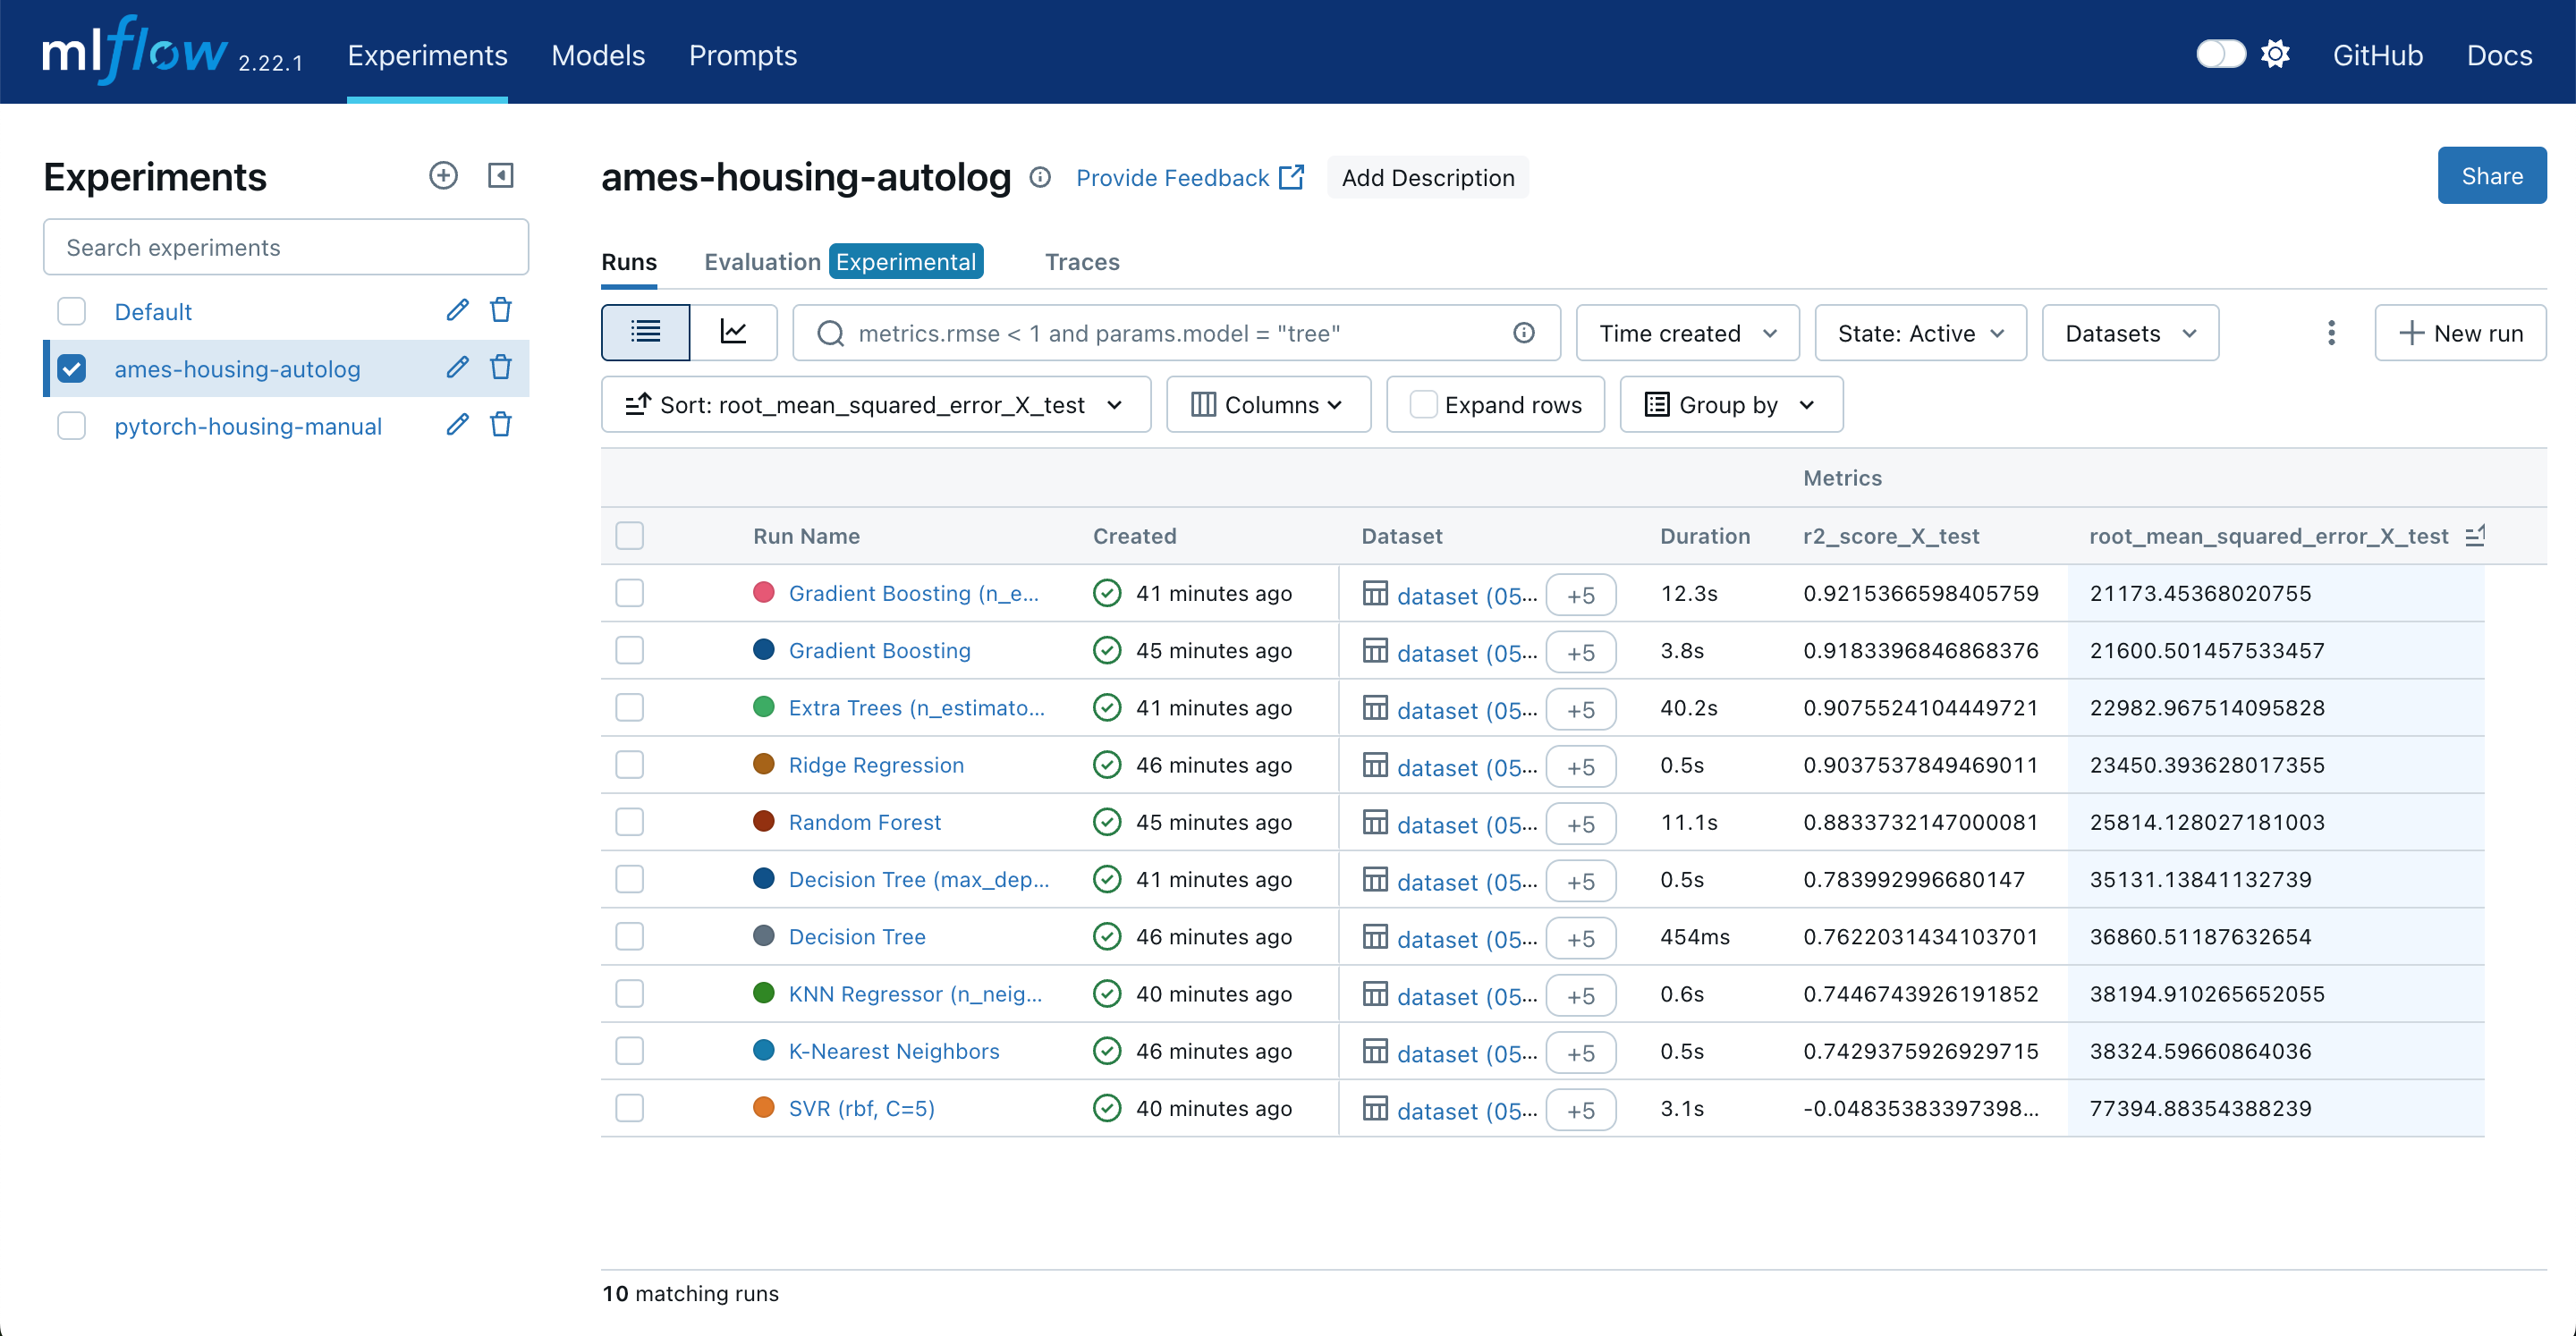 mlflow 2.22.1 Experiments Models Prompts GitHub Docs
Experiments
Search experiments
Default
ames-housing-autolog
pytorch-housing-manual
ames-housing-autolog Provide Feedback Add Description Share
Runs Evaluation Experimental Traces
metrics.rmse < 1 and params.model = "tree" Time created State: Active Datasets New run
Sort: root_mean_squared_error_X_test Columns Expand rows Group by
Metrics
Run Name Created Dataset Duration r2_score_X_test root_mean_squared_error_X_test
Gradient Boosting (n_e... 41 minutes ago dataset (05... +5 12.3s 0.9215366598405759 21173.45368020755
Gradient Boosting 45 minutes ago dataset (05... +5 3.8s 0.9183396846868376 21600.501457533457
Extra Trees (n_estimato... 41 minutes ago dataset (05... +5 40.2s 0.9075524104449721 22982.967514095828
Ridge Regression 46 minutes ago dataset (05... +5 0.5s 0.9037537849469011 23450.393628017355
Random Forest 45 minutes ago dataset (05... +5 11.1s 0.8833732147000081 25814.128027181003
Decision Tree (max_dep... 41 minutes ago dataset (05... +5 0.5s 0.783992996680147 35131.13841132739
Decision Tree 46 minutes ago dataset (05... +5 454ms 0.7622031434103701 36860.51187632654
KNN Regressor (n_neig... 40 minutes ago dataset (05... +5 0.6s 0.7446743926191852 38194.910265652055
K-Nearest Neighbors 46 minutes ago dataset (05... +5 0.5s 0.7429375926929715 38324.59660864036
SVR (rbf, C=5) 40 minutes ago dataset (05... +5 3.1s -0.04835383397398... 77394.88354388239
10 matching runs